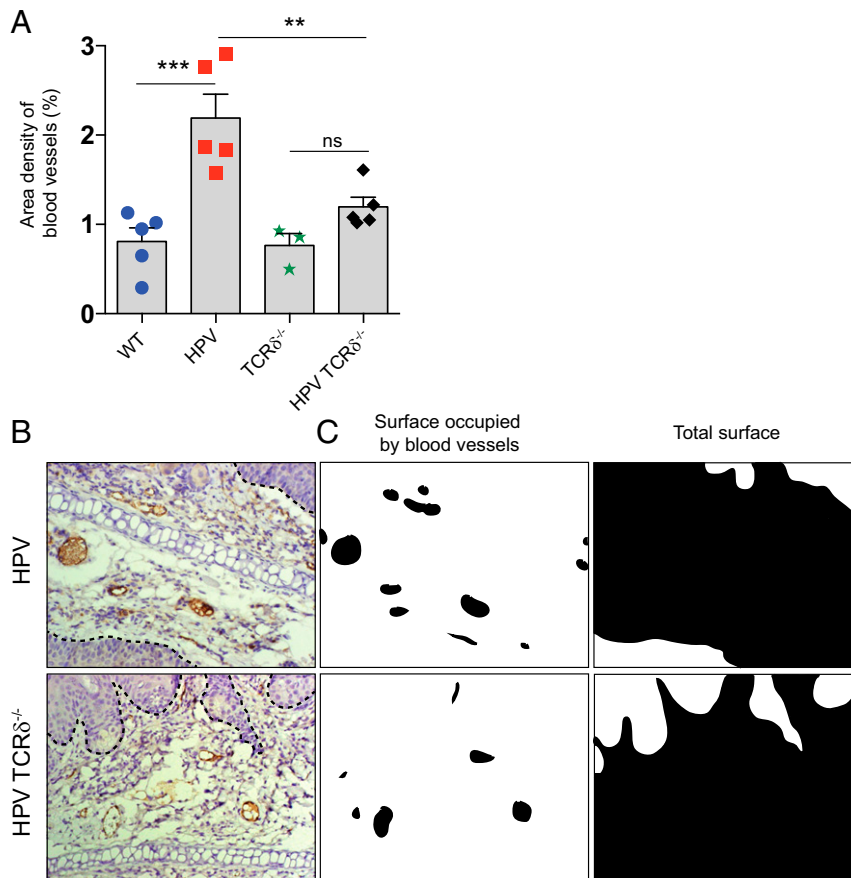 A
Area density of
blood vessels (%)
3
2
1
0
***
**
ns
WT
HPV
TCRδ-/-
HPV TCRδ-/-
B
C
Surface occupied
by blood vessels
Total surface
HPV
HPV TCRδ-/-